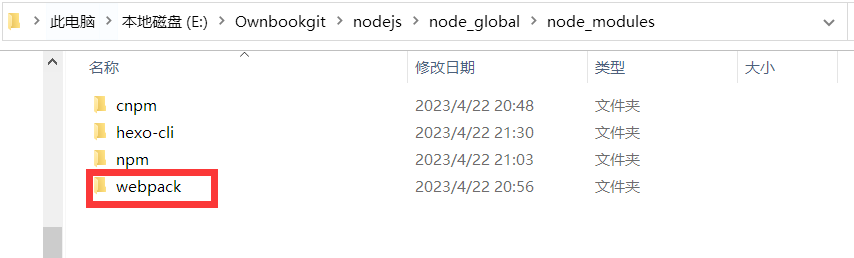 此电脑 本地磁盘 (E:) Ownbookgit nodejs node_global node_modules
名称 修改日期 类型 大小
cnpm 2023/4/22 20:48 文件夹
hexo-cli 2023/4/22 21:30 文件夹
npm 2023/4/22 21:03 文件夹
webpack 2023/4/22 20:56 文件夹